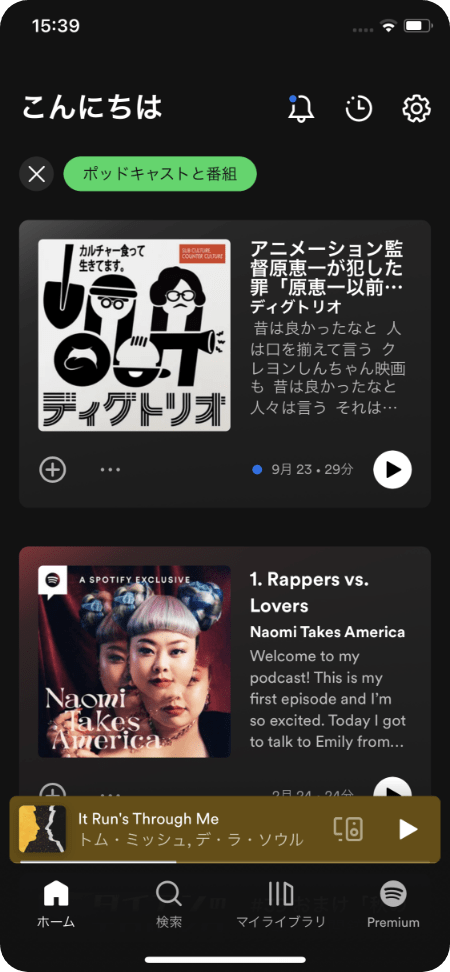 15:39
こんにちは
ポッドキャストと番組
カルチャー食って
生きてます。
SUB CULTURE
COUNTER CULTURE
ディグトリオ
アニメーション監
督原恵一が犯した
罪「原恵一以前…
ディグトリオ
昔は良かったなと 人
は口を揃えて言う ク
レヨンしんちゃん映画
も 昔は良かったなと
人々は言う それは…
9月 23 • 29分
A SPOTIFY EXCLUSIVE
Naomi
Takes
America
1. Rappers vs.
Lovers
Naomi Takes America
Welcome to my
podcast! This is my
first episode and I'm
so excited. Today I got
to talk to Emily from...
2月 24 • 24分
It Run's Through Me
トム・ミッシュ, デ・ラ・ソウル
ホーム
検索
マイライブラリ
Premium